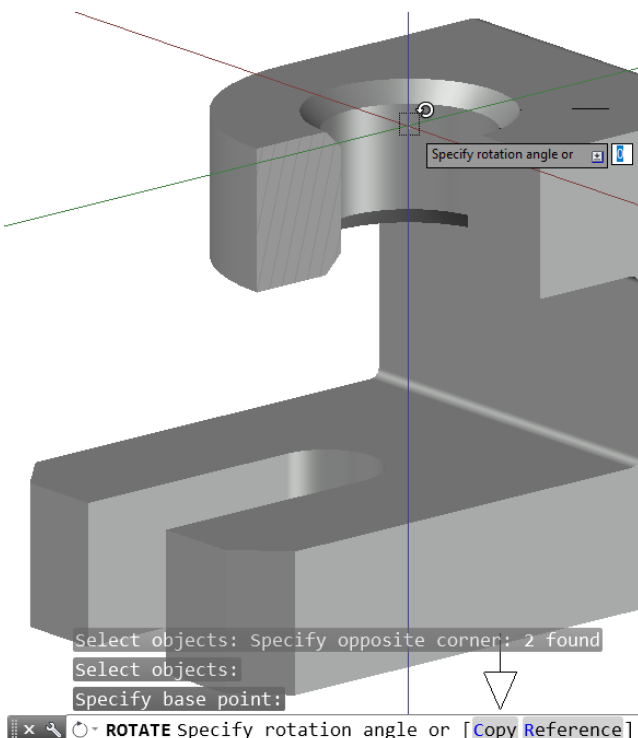 Specify rotation angle or 0
Select objects: Specify opposite corner: 2 found
Select objects:
Specify base point:
ROTATE Specify rotation angle or [Copy Reference]